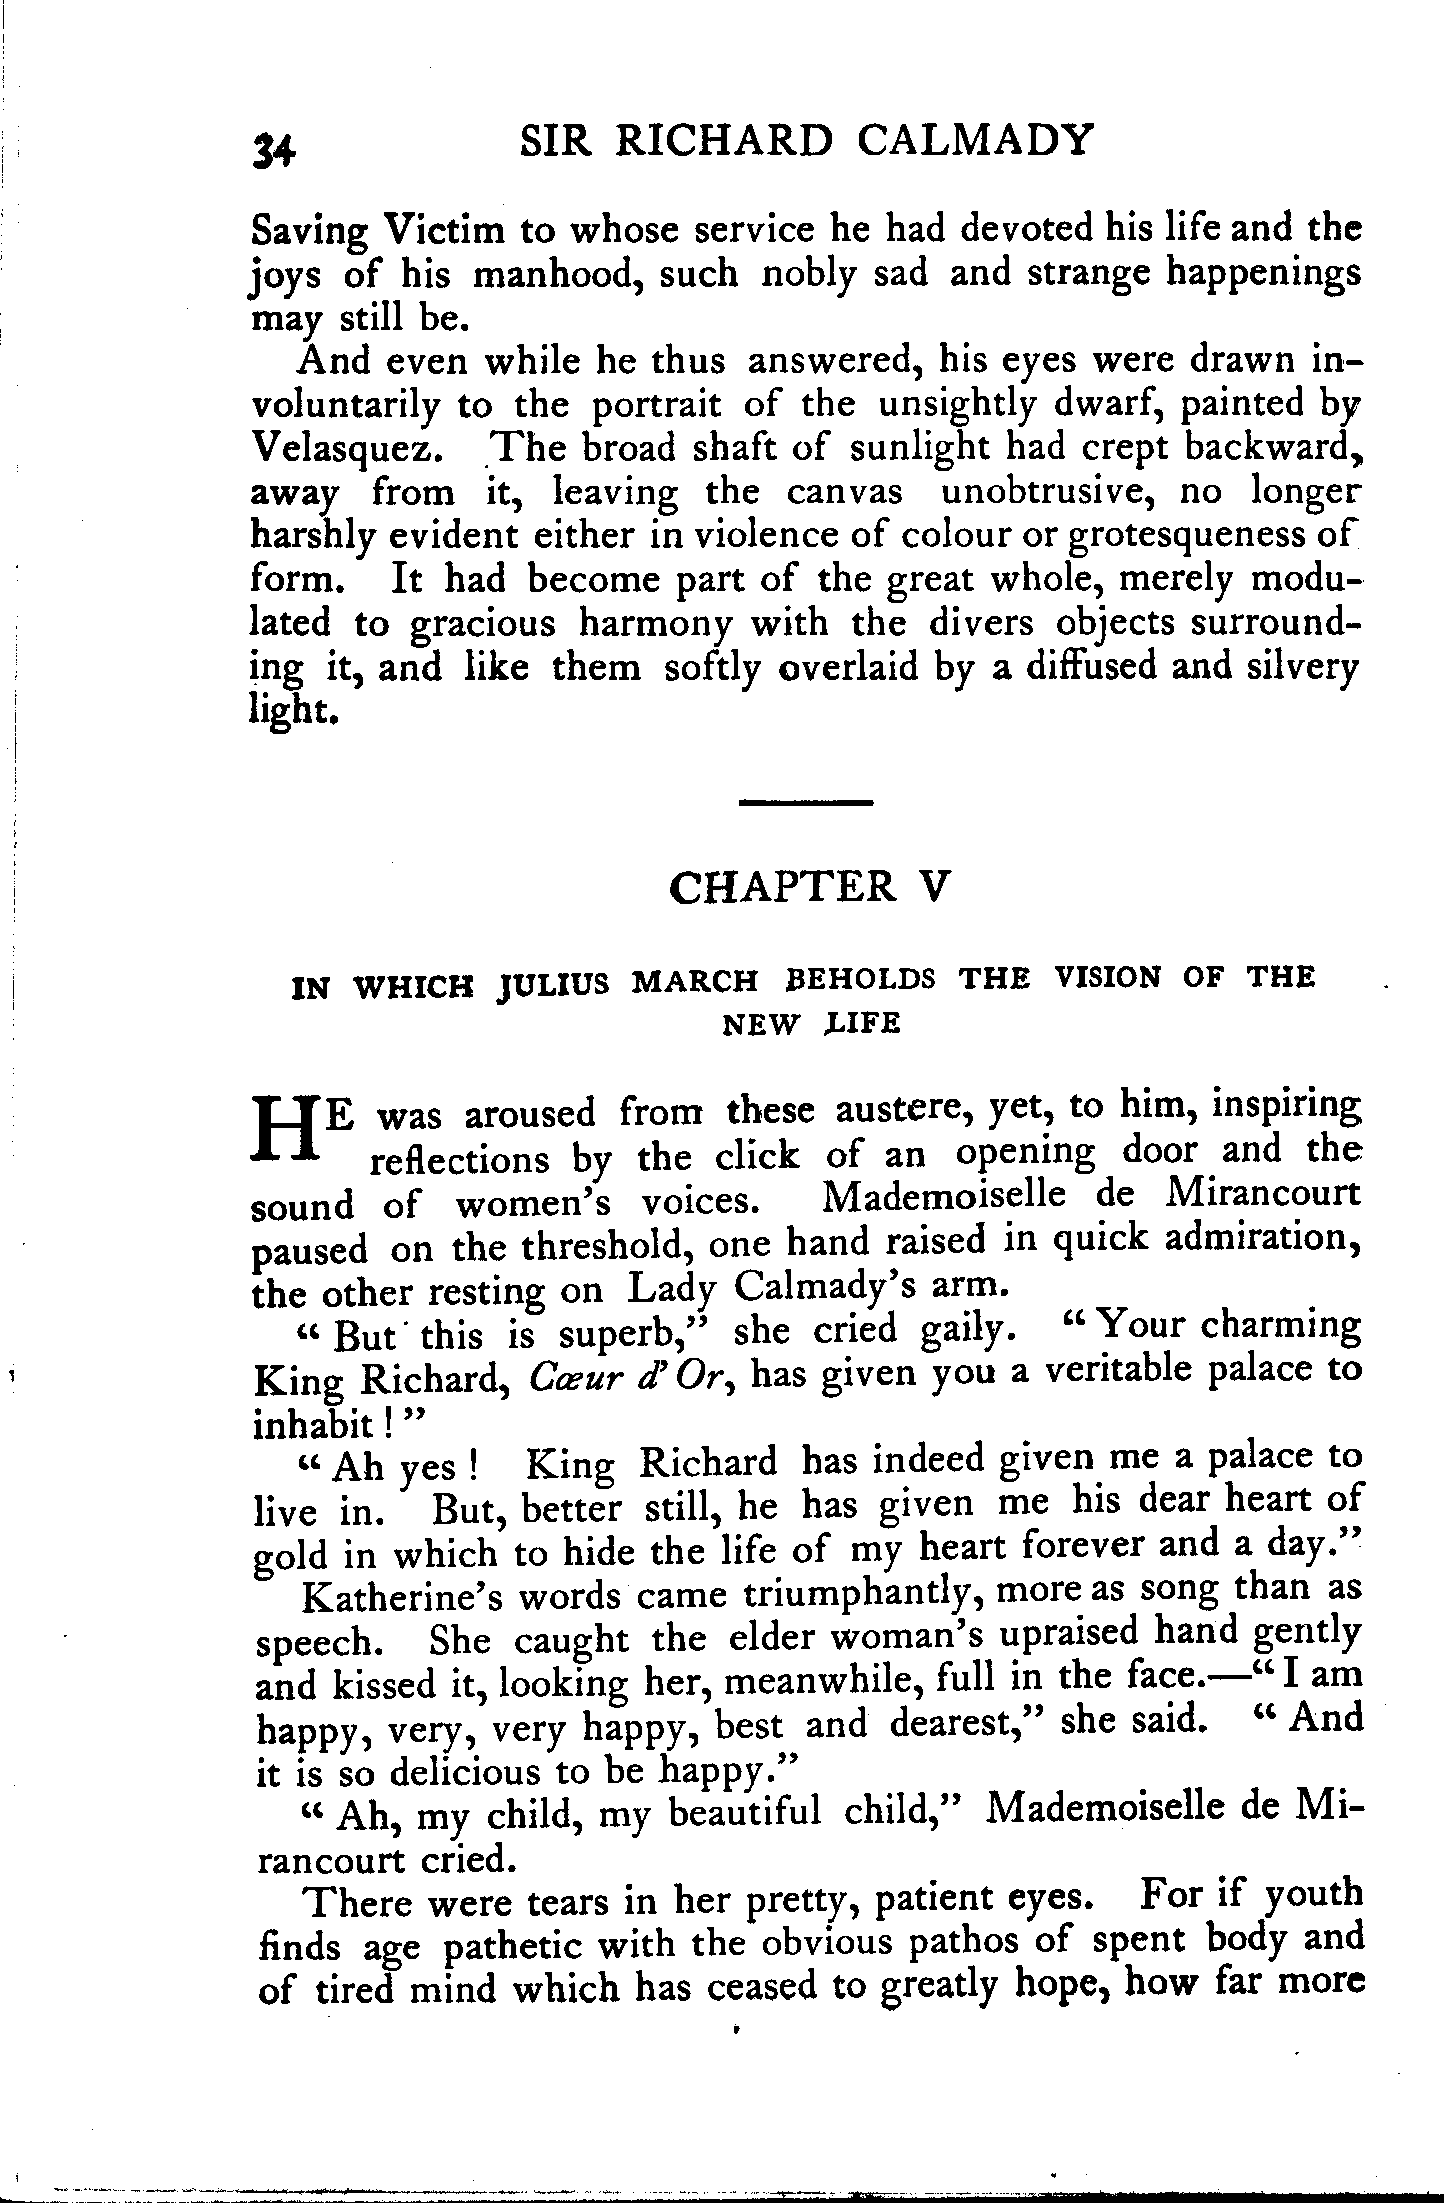 34 SIR RICHARD CALMADY
Saving Victim to whose service he had devoted his life and the
joys of his manhood, such nobly sad and strange happenings
may still be.
And even while he thus answered, his eyes were drawn in-
voluntarily to the portrait of the unsightly dwarf, painted by
Velasquez. The broad shaft of sunlight had crept backward,
away from it, leaving the canvas unobtrusive, no longer
harshly evident either in violence of colour or grotesqueness of
form. It had become part of the great whole, merely modu-
lated to gracious harmony with the divers objects surround-
ing it, and like them softly overlaid by a diffused and silvery
light.
CHAPTER V
IN WHICH JULIUS MARCH BEHOLDS THE VISION OF THE
NEW LIFE
HE was aroused from these austere, yet, to him, inspiring
reflections by the click of an opening door and the
sound of women's voices. Mademoiselle de Mirancourt
paused on the threshold, one hand raised in quick admiration,
the other resting on Lady Calmady's arm.
“ But this is superb,” she cried gaily. “ Your charming
King Richard, Cœur d' Or, has given you a veritable palace to
inhabit ! ”
“ Ah yes ! King Richard has indeed given me a palace to
live in. But, better still, he has given me his dear heart of
gold in which to hide the life of my heart forever and a day.”
Katherine's words came triumphantly, more as song than as
speech. She caught the elder woman's upraised hand gently
and kissed it, looking her, meanwhile, full in the face.—“ I am
happy, very, very happy, best and dearest,” she said. “ And
it is so delicious to be happy.”
“ Ah, my child, my beautiful child,” Mademoiselle de Mi-
rancourt cried.
There were tears in her pretty, patient eyes. For if youth
finds age pathetic with the obvious pathos of spent body and
of tired mind which has ceased to greatly hope, how far more